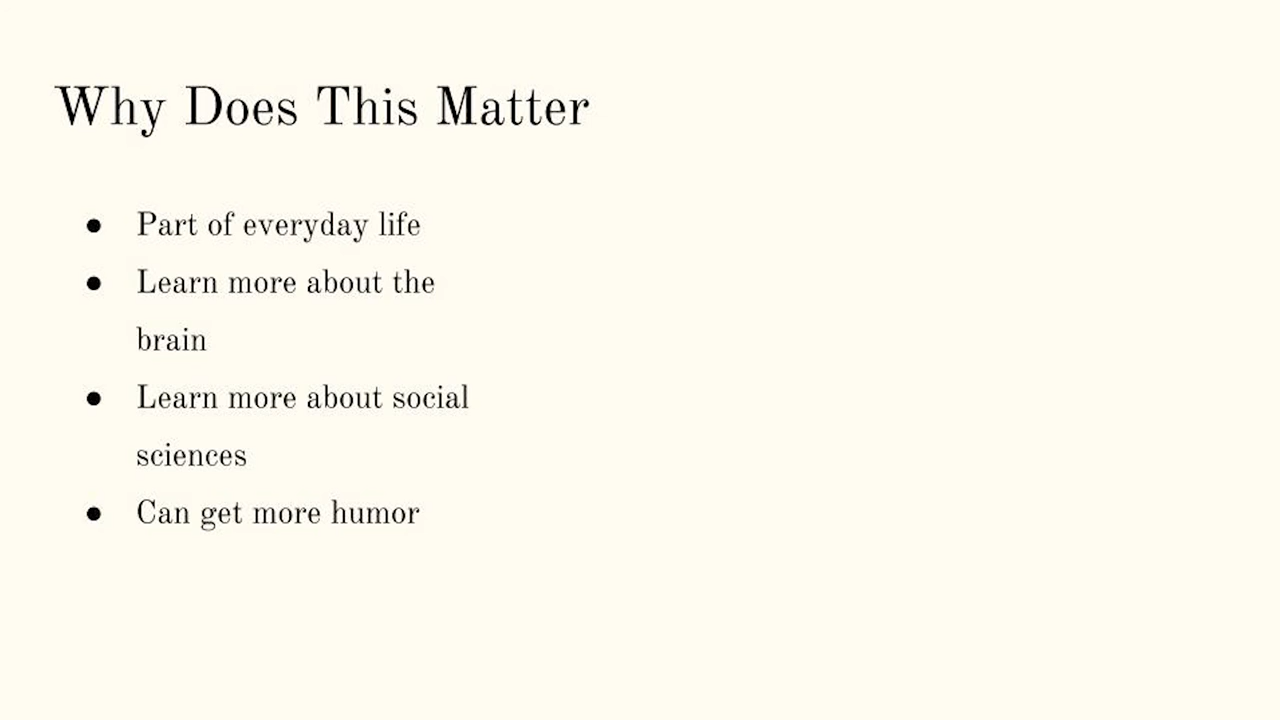 Why Does This Matter
● Part of everyday life
● Learn more about the
brain
● Learn more about social
sciences
● Can get more humor